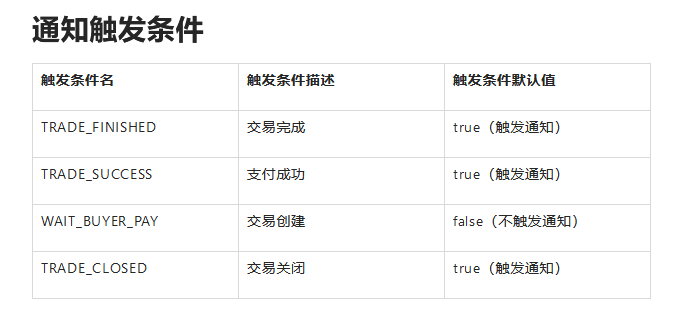 通知触发条件
触发条件名 触发条件描述 触发条件默认值
TRADE_FINISHED 交易完成 true（触发通知）
TRADE_SUCCESS 支付成功 true（触发通知）
WAIT_BUYER_PAY 交易创建 false（不触发通知）
TRADE_CLOSED 交易关闭 true（触发通知）